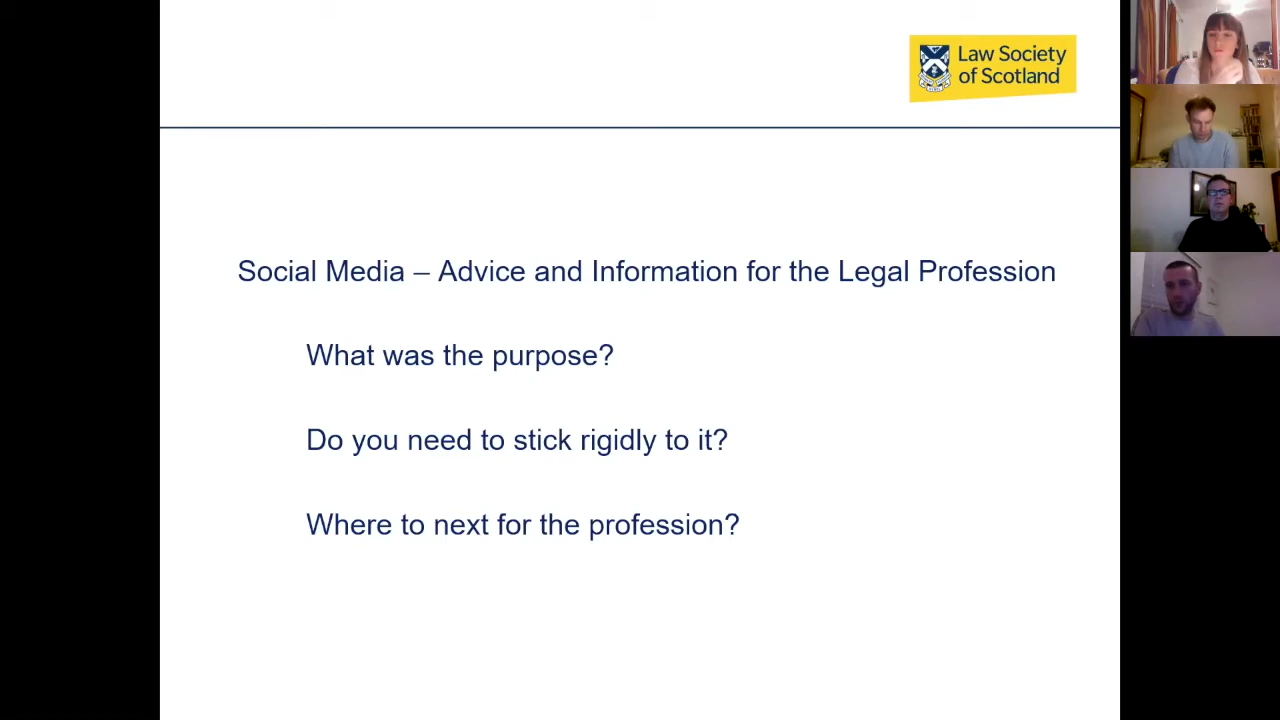 Law Society
of Scotland
Social Media – Advice and Information for the Legal Profession
What was the purpose?
Do you need to stick rigidly to it?
Where to next for the profession?